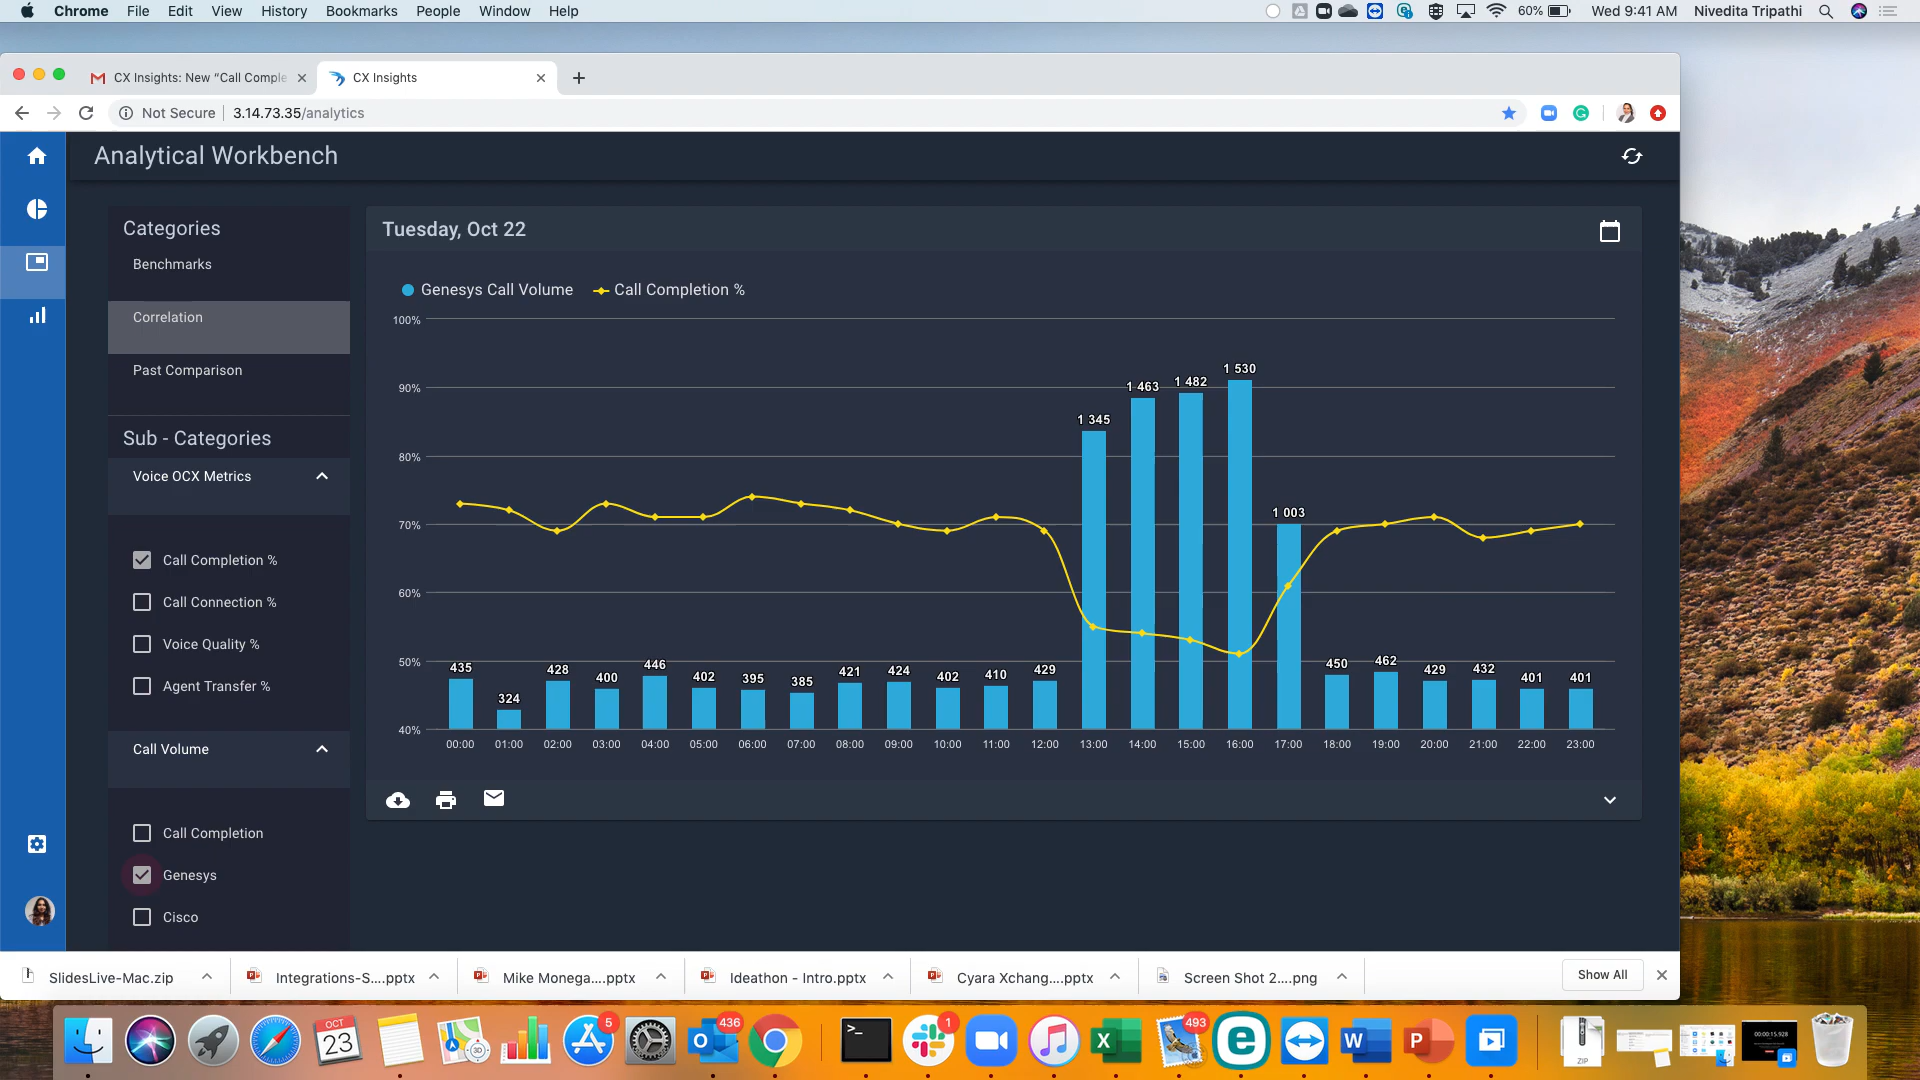 Chrome File Edit View History Bookmarks People Window Help
60% Wed 9:41 AM Nivedita Tripathi
CX Insights: New “Call Comple
CX Insights
Not Secure 3.14.73.35/analytics
Analytical Workbench
Categories
Benchmarks
Correlation
Past Comparison
Sub - Categories
Voice OCX Metrics
Call Completion %
Call Connection %
Voice Quality %
Agent Transfer %
Call Volume
Call Completion
Genesys
Cisco
Tuesday, Oct 22
Genesys Call Volume Call Completion %
100%
90%
80%
70%
60%
50%
40%
435 324 428 400 446 402 395 385 421 424 402 410 429 1 345 1 463 1 482 1 530 1 003 450 462 429 432 401 401
00:00 01:00 02:00 03:00 04:00 05:00 06:00 07:00 08:00 09:00 10:00 11:00 12:00 13:00 14:00 15:00 16:00 17:00 18:00 19:00 20:00 21:00 22:00 23:00
SlidesLive-Mac.zip Integrations-S....pptx Mike Monega....pptx Ideathon - Intro.pptx Cyara Xchang....pptx Screen Shot 2....png Show All
OCT
23
3D
5
436
1
493
ZIP